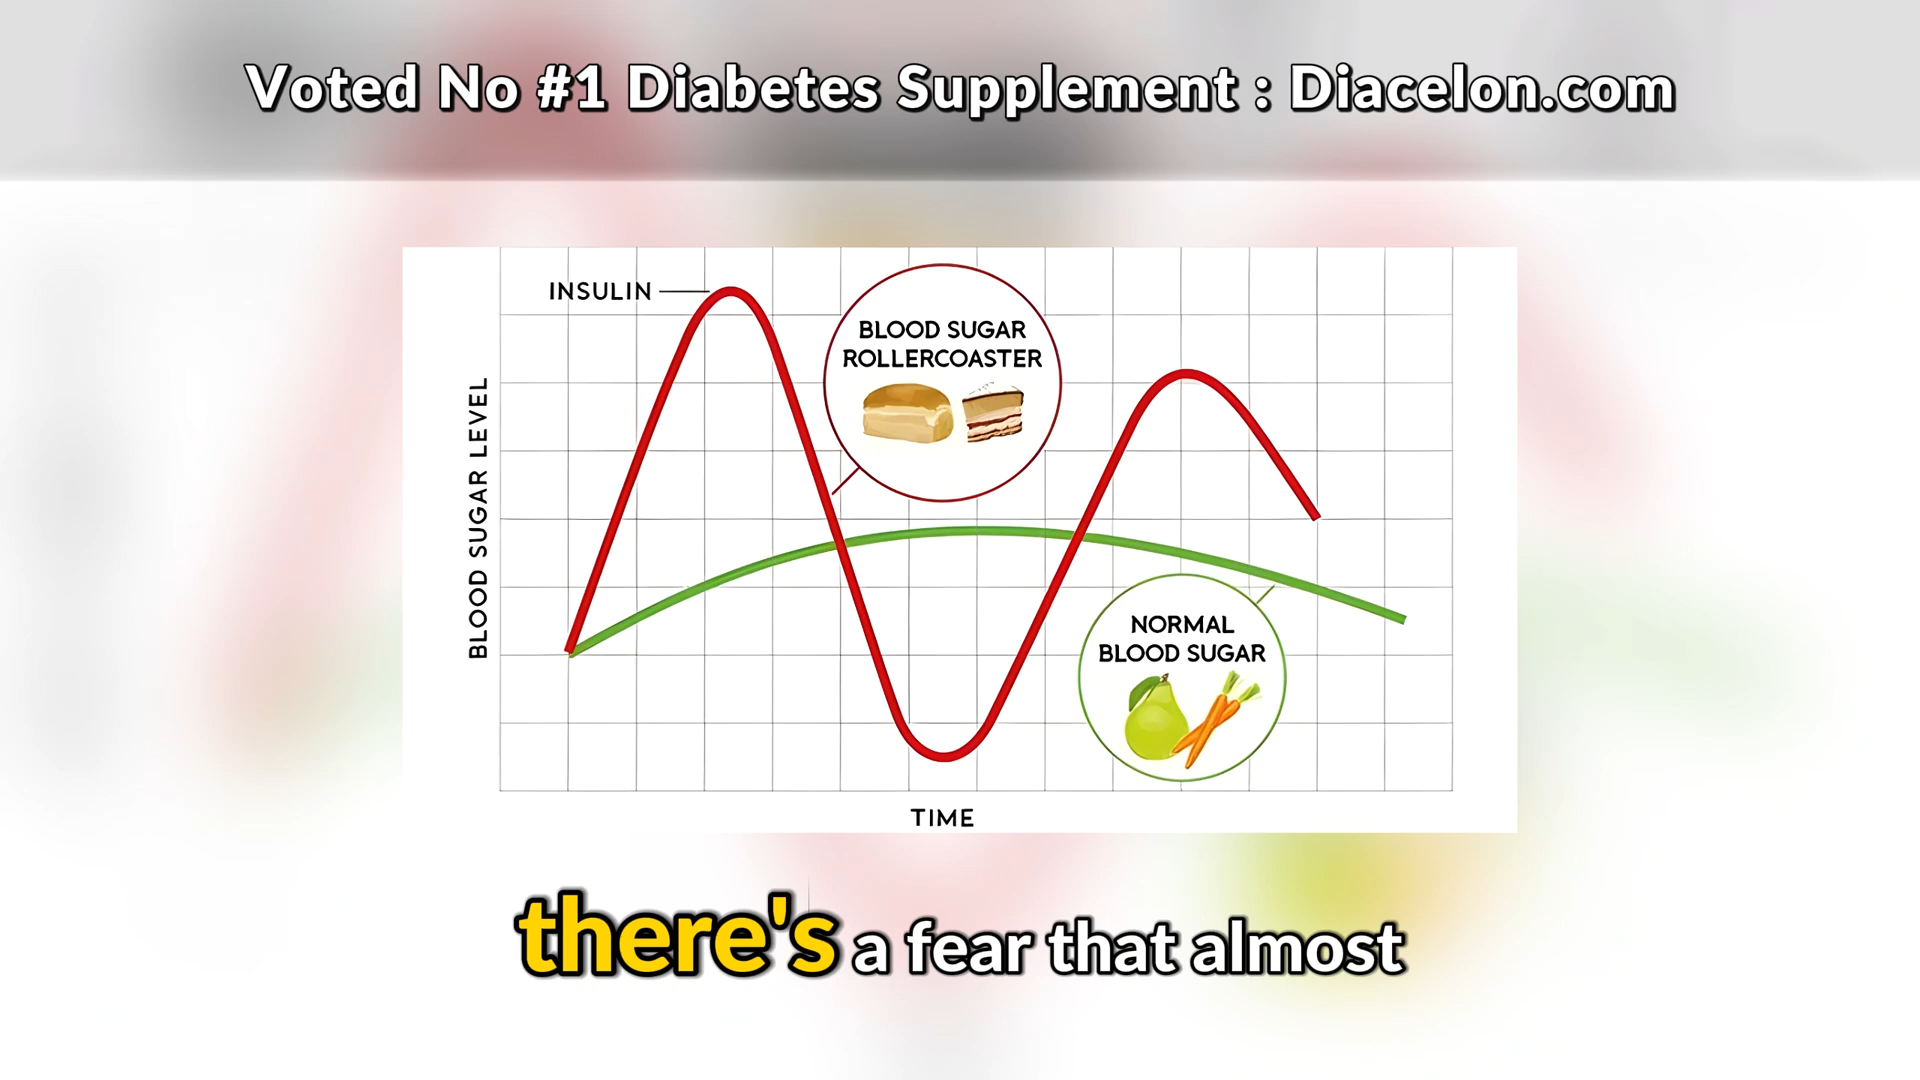 Voted No #1 Diabetes Supplement : Diacelon.com
INSULIN
BLOOD SUGAR
ROLLERCOASTER
BLOOD SUGAR LEVEL
NORMAL
BLOOD SUGAR
TIME
there's a fear that almost